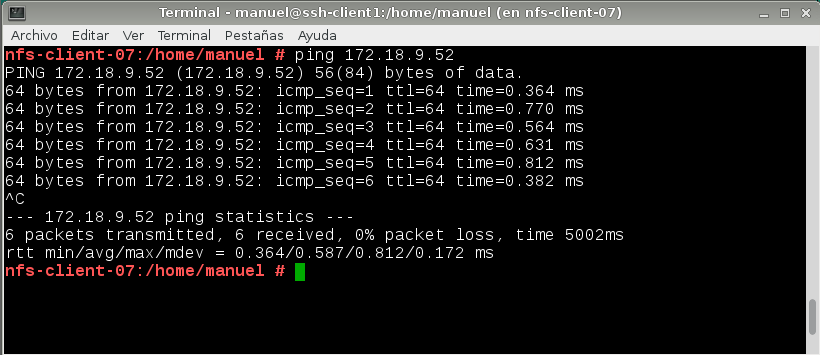 Terminal - manuel@ssh-client1:/home/manuel (en nfs-client-07)
Archivo Editar Ver Terminal Pestañas Ayuda
nfs-client-07:/home/manuel # ping 172.18.9.52
PING 172.18.9.52 (172.18.9.52) 56(84) bytes of data.
64 bytes from 172.18.9.52: icmp_seq=1 ttl=64 time=0.364 ms
64 bytes from 172.18.9.52: icmp_seq=2 ttl=64 time=0.770 ms
64 bytes from 172.18.9.52: icmp_seq=3 ttl=64 time=0.564 ms
64 bytes from 172.18.9.52: icmp_seq=4 ttl=64 time=0.631 ms
64 bytes from 172.18.9.52: icmp_seq=5 ttl=64 time=0.812 ms
64 bytes from 172.18.9.52: icmp_seq=6 ttl=64 time=0.382 ms
^C
--- 172.18.9.52 ping statistics ---
6 packets transmitted, 6 received, 0% packet loss, time 5002ms
rtt min/avg/max/mdev = 0.364/0.587/0.812/0.172 ms
nfs-client-07:/home/manuel #